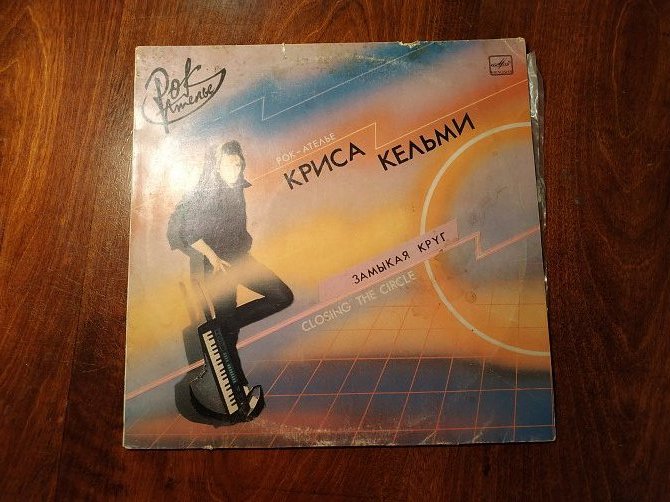 Рок
Ателье
РОК-АТЕЛЬЕ
КРИСА КЕЛЬМИ
ЗАМЫКАЯ КРУГ
CLOSING THE CIRCLE